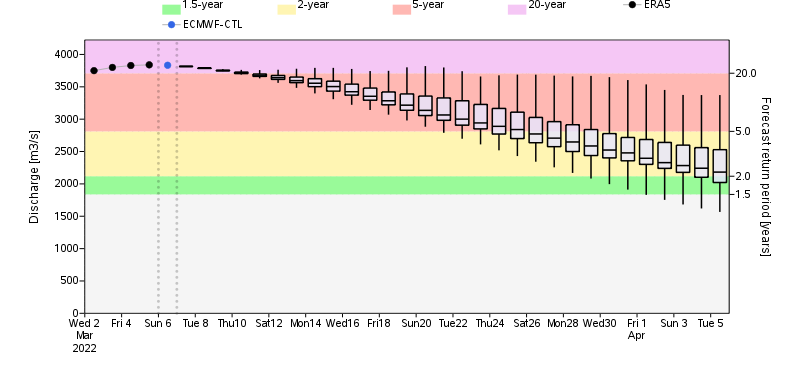 1.5-year 2-year 5-year 20-year ERA5
ECMWF-CTL
Discharge [m3/s]
4000
3500
3000
2500
2000
1500
1000
500
0
20.0
5.0
2.0
1.5
Forecast return period [years]
Wed 2 Fri 4 Sun 6 Tue 8 Thu10 Sat12 Mon14 Wed16 Fri18 Sun20 Tue22 Thu24 Sat26 Mon28 Wed30 Fri 1 Sun 3 Tue 5
Mar Apr
2022